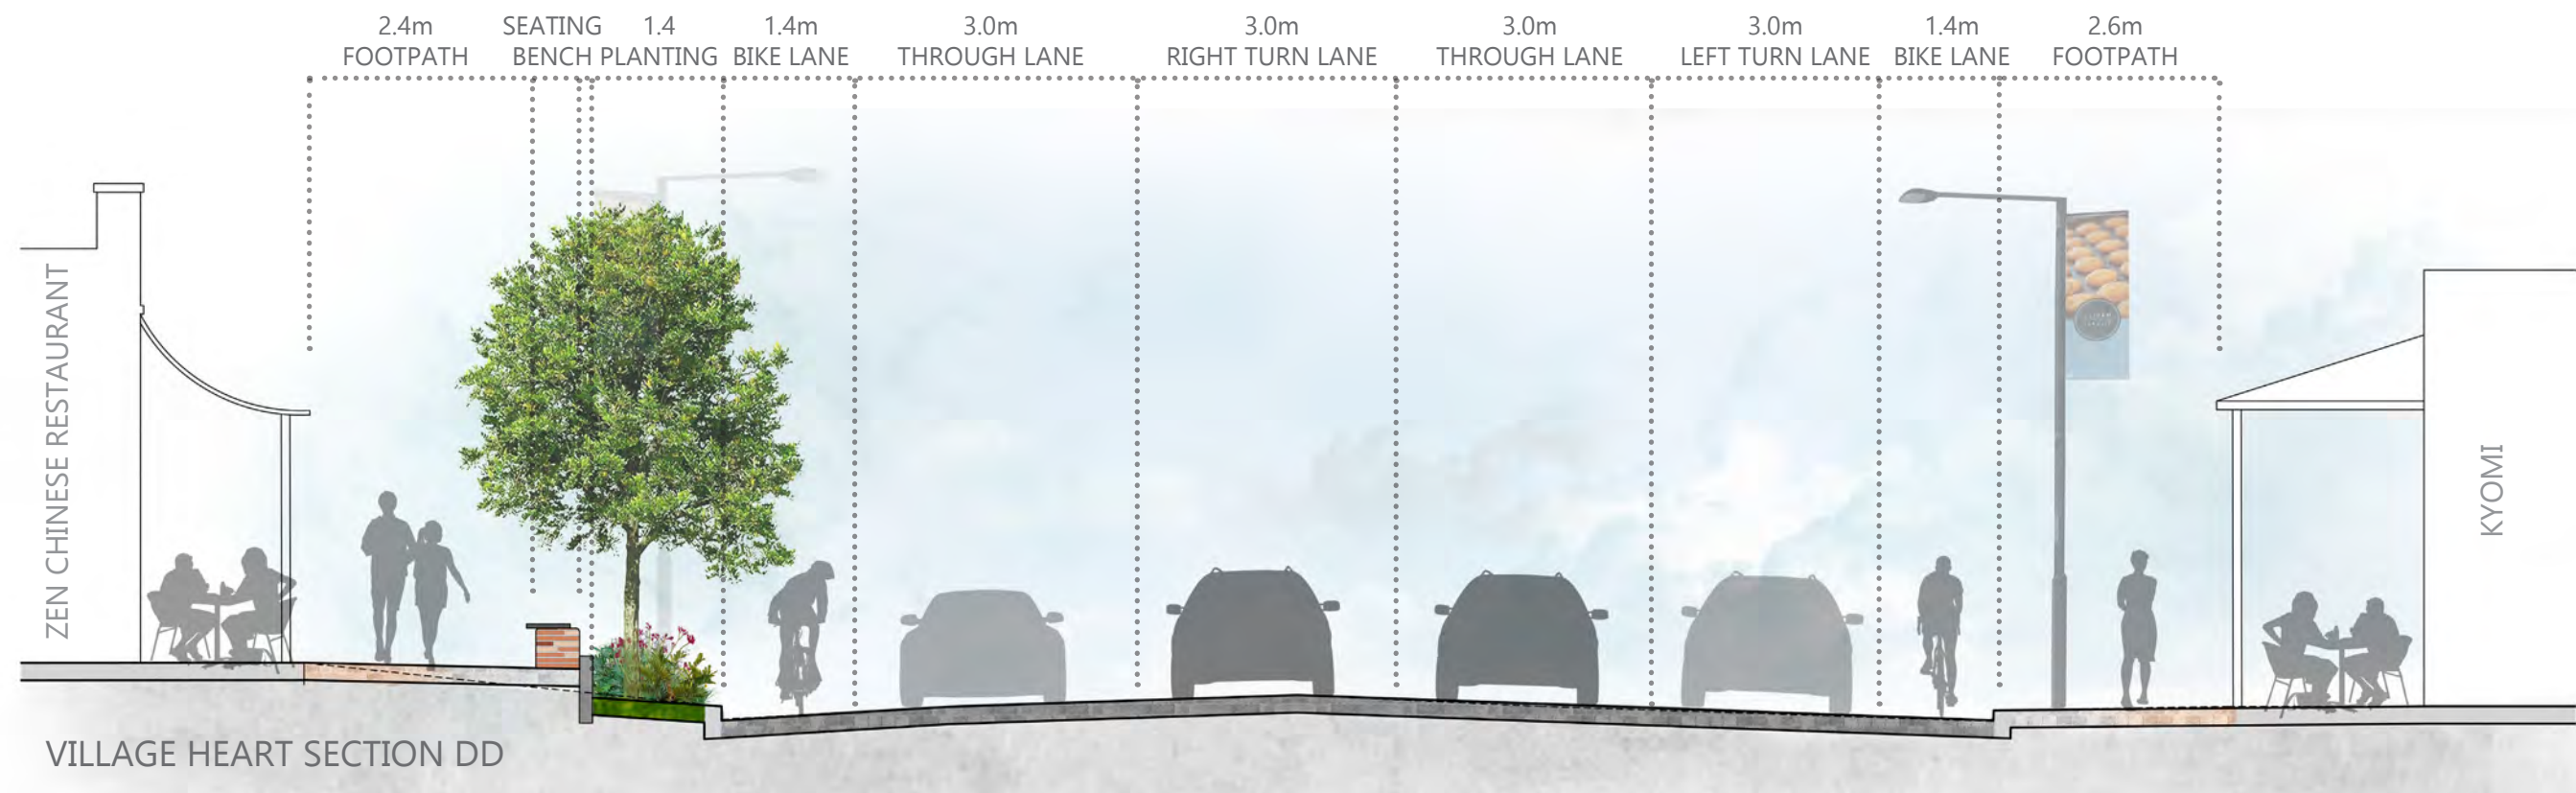 2.4m
FOOTPATH
SEATING
BENCH
1.4
PLANTING
1.4m
BIKE LANE
3.0m
THROUGH LANE
3.0m
RIGHT TURN LANE
3.0m
THROUGH LANE
3.0m
LEFT TURN LANE
1.4m
BIKE LANE
2.6m
FOOTPATH
ZEN CHINESE RESTAURANT
KYOMI
VILLAGE HEART SECTION DD